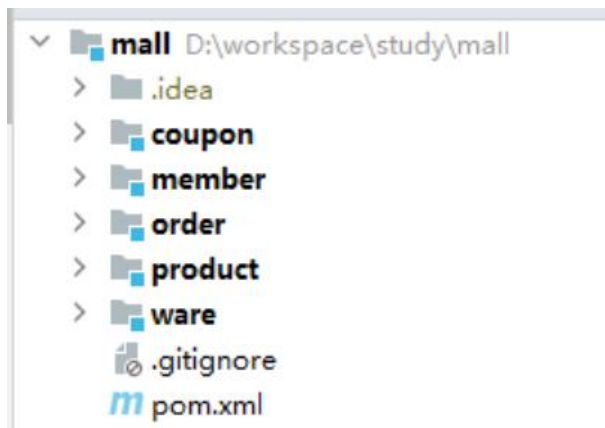 mall D:\workspace\study\mall
.idea
coupon
member
order
product
ware
.gitignore
pom.xml